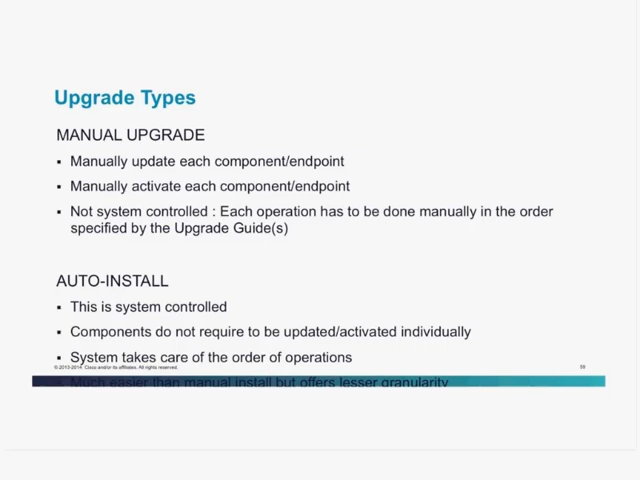 Upgrade Types
MANUAL UPGRADE
▪ Manually update each component/endpoint
▪ Manually activate each component/endpoint
▪ Not system controlled : Each operation has to be done manually in the order
specified by the Upgrade Guide(s)
AUTO-INSTALL
▪ This is system controlled
▪ Components do not require to be updated/activated individually
▪ System takes care of the order of operations
© 2013-2014 Cisco and/or its affiliates. All rights reserved.
▪ Much easier than manual install but offers lesser granularity